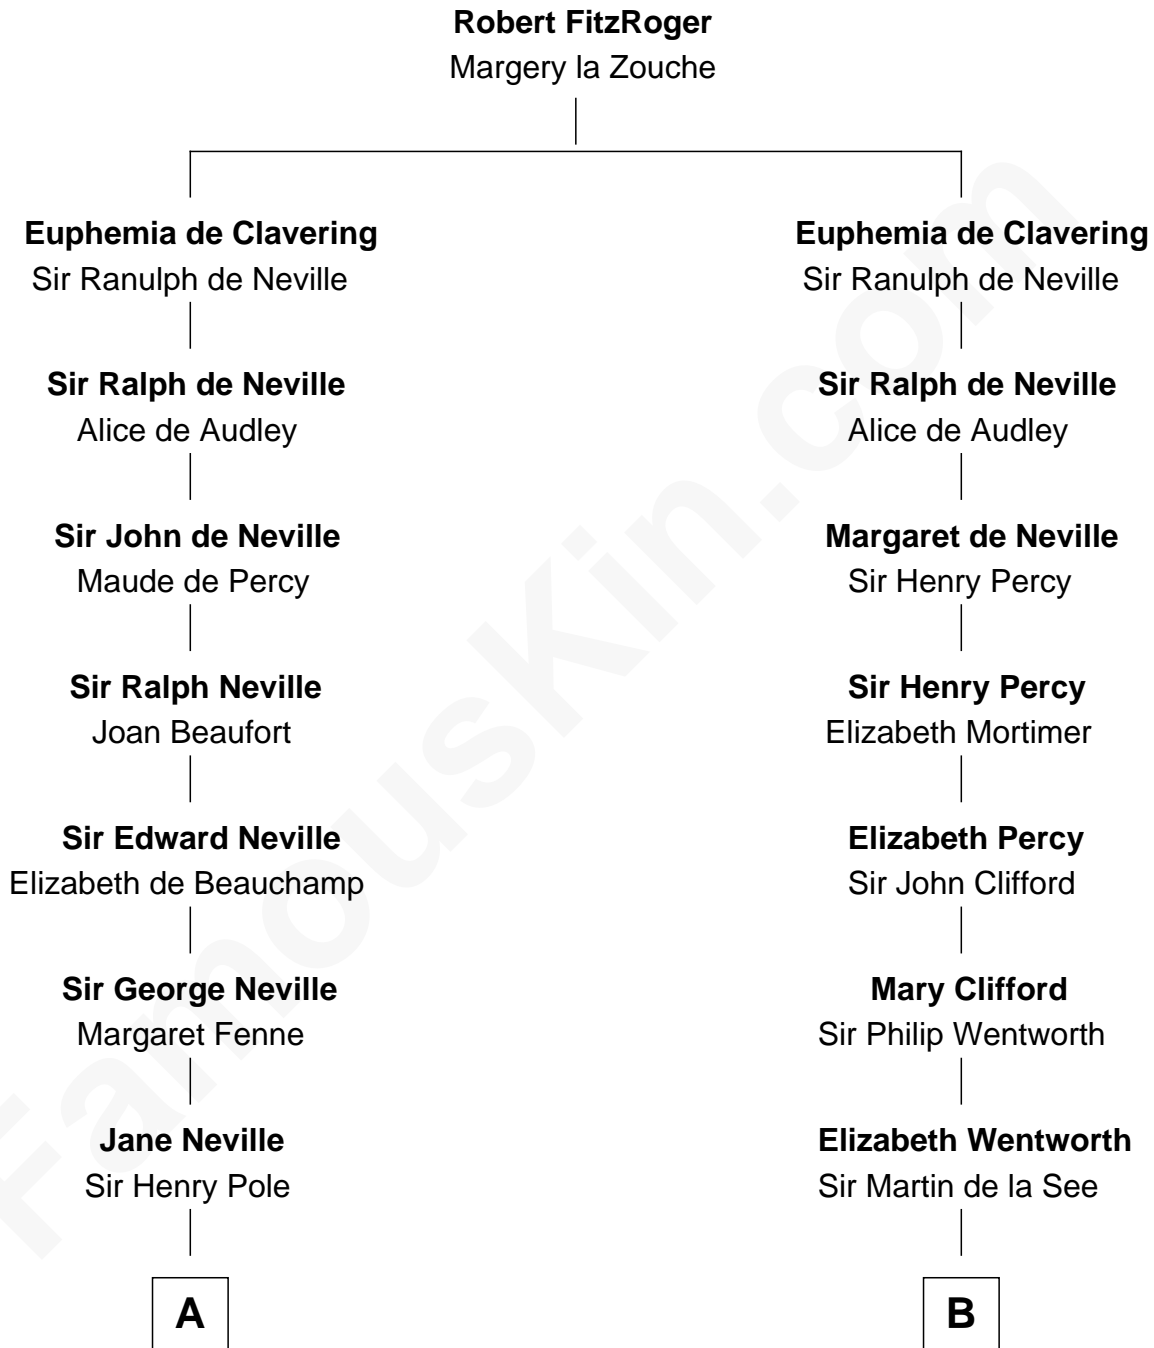 Robert FitzRoger
Margery la Zouche
Euphemia de Clavering
Sir Ranulph de Neville
Sir Ralph de Neville
Alice de Audley
Sir John de Neville
Maude de Percy
Sir Ralph Neville
Joan Beaufort
Sir Edward Neville
Elizabeth de Beauchamp
Sir George Neville
Margaret Fenne
Jane Neville
Sir Henry Pole
A
Euphemia de Clavering
Sir Ranulph de Neville
Sir Ralph de Neville
Alice de Audley
Margaret de Neville
Sir Henry Percy
Sir Henry Percy
Elizabeth Mortimer
Elizabeth Percy
Sir John Clifford
Mary Clifford
Sir Philip Wentworth
Elizabeth Wentworth
Sir Martin de la See
B
FamousKin.com